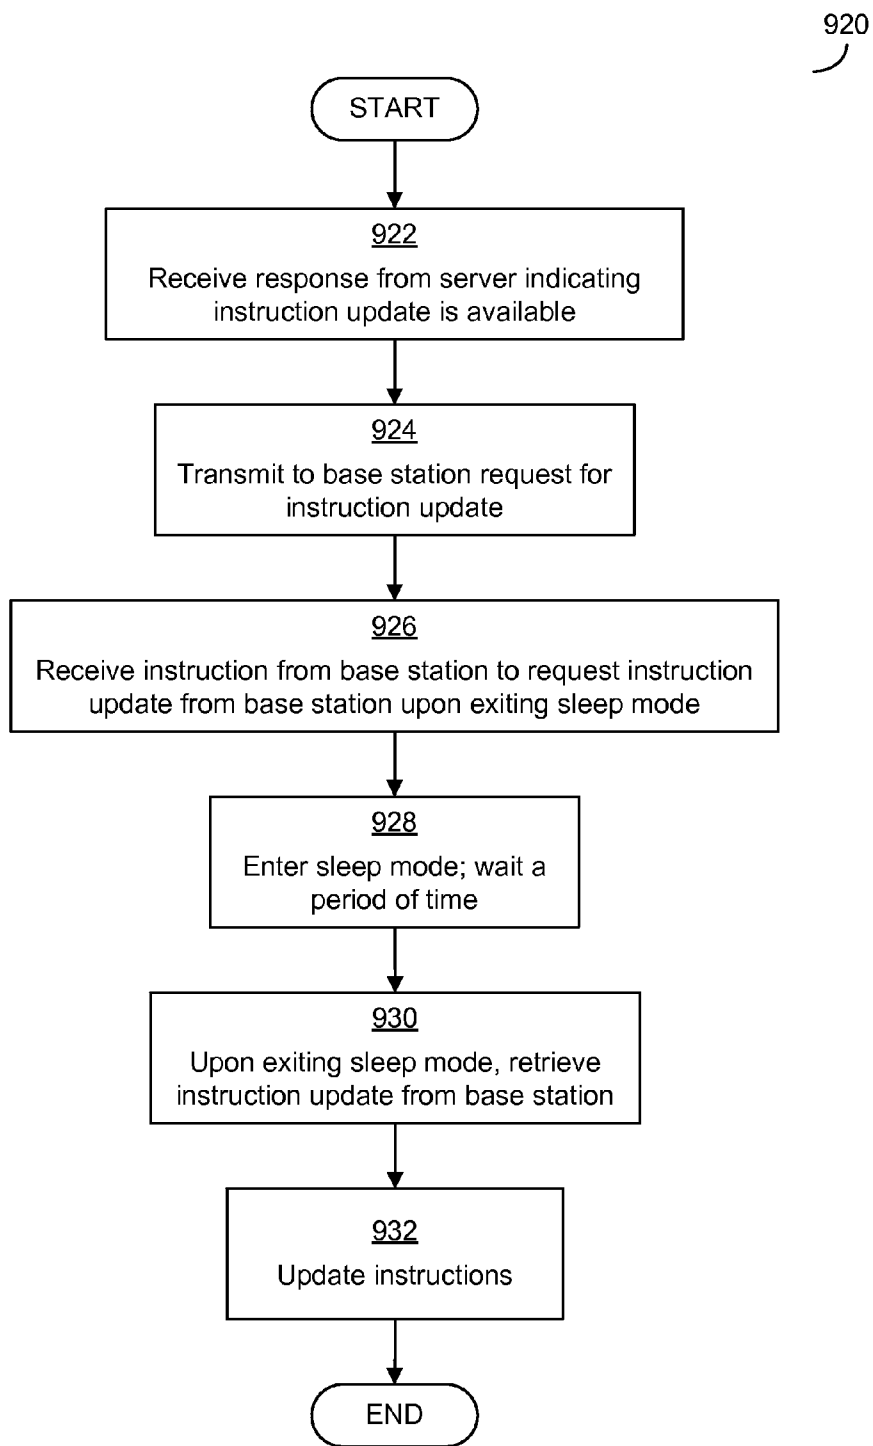 920
START
922
Receive response from server indicating
instruction update is available
924
Transmit to base station request for
instruction update
926
Receive instruction from base station to request instruction
update from base station upon exiting sleep mode
928
Enter sleep mode; wait a
period of time
930
Upon exiting sleep mode, retrieve
instruction update from base station
932
Update instructions
END